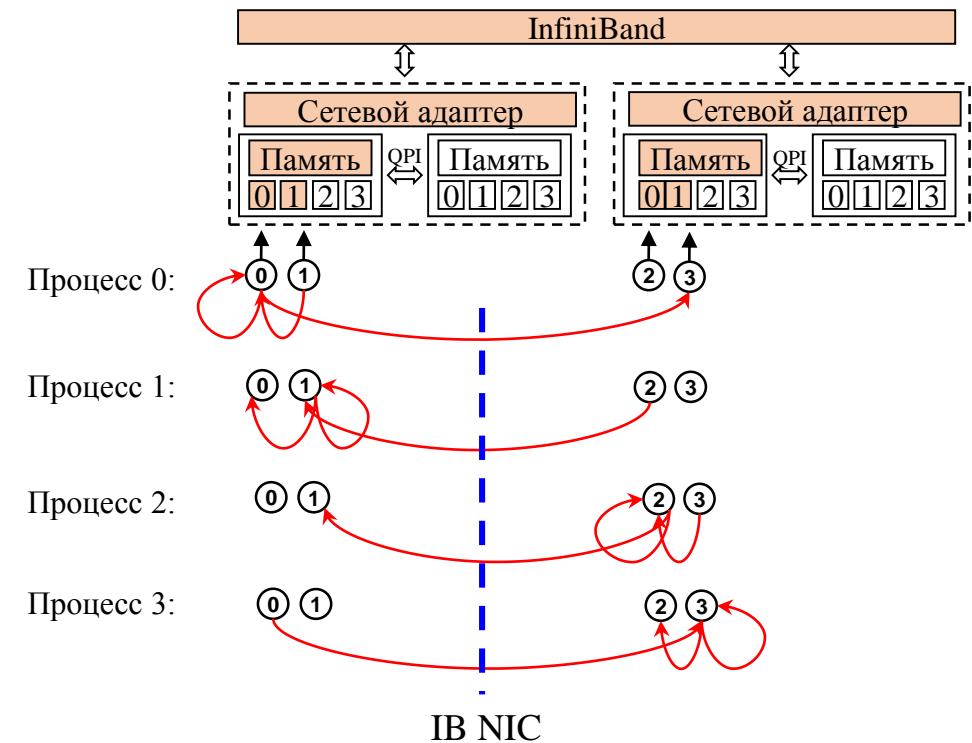 InfiniBand
Сетевой адаптер Сетевой адаптер
Память QPI Память Память QPI Память
0 1 2 3 0 1 2 3 0 1 2 3 0 1 2 3
Процесс 0: 0 1 2 3
Процесс 1: 0 1 2 3
Процесс 2: 0 1 2 3
Процесс 3: 0 1 2 3
IB NIC